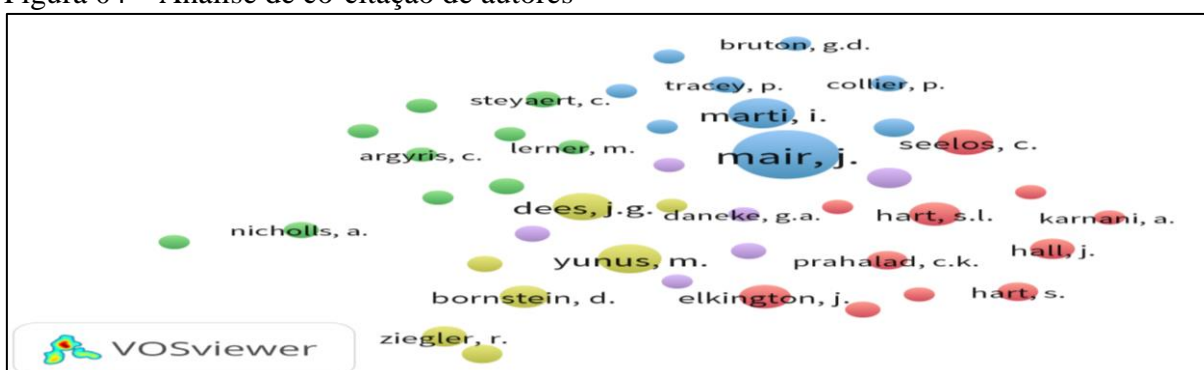 Figura 04 – Análise de co-citação de autores
bruton, g.d.
tracey, p.
collier, p.
steyaert, c.
marti, i.
seelos, c.
argyris, c.
lerner, m.
mair, j.
dees, j.g.
daneke, g.a.
hart, s.l.
karnani, a.
nicholls, a.
yunus, m.
prahalad, c.k.
hall, j.
bornstein, d.
elkington, j.
hart, s.
ziegler, r.
VOSviewer